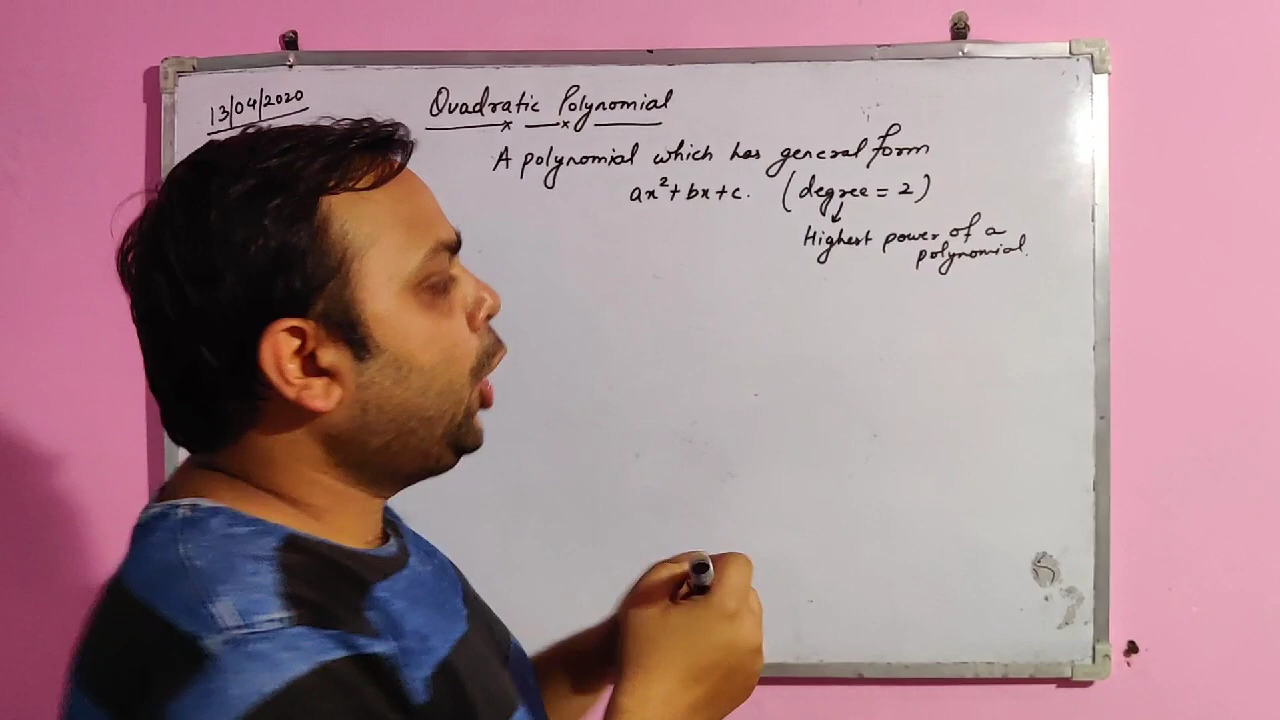 13/04/2020
Quadratic Polynomial
A polynomial which has general form
ax²+bx+c. (degree = 2)
Highest power of a
polynomial.